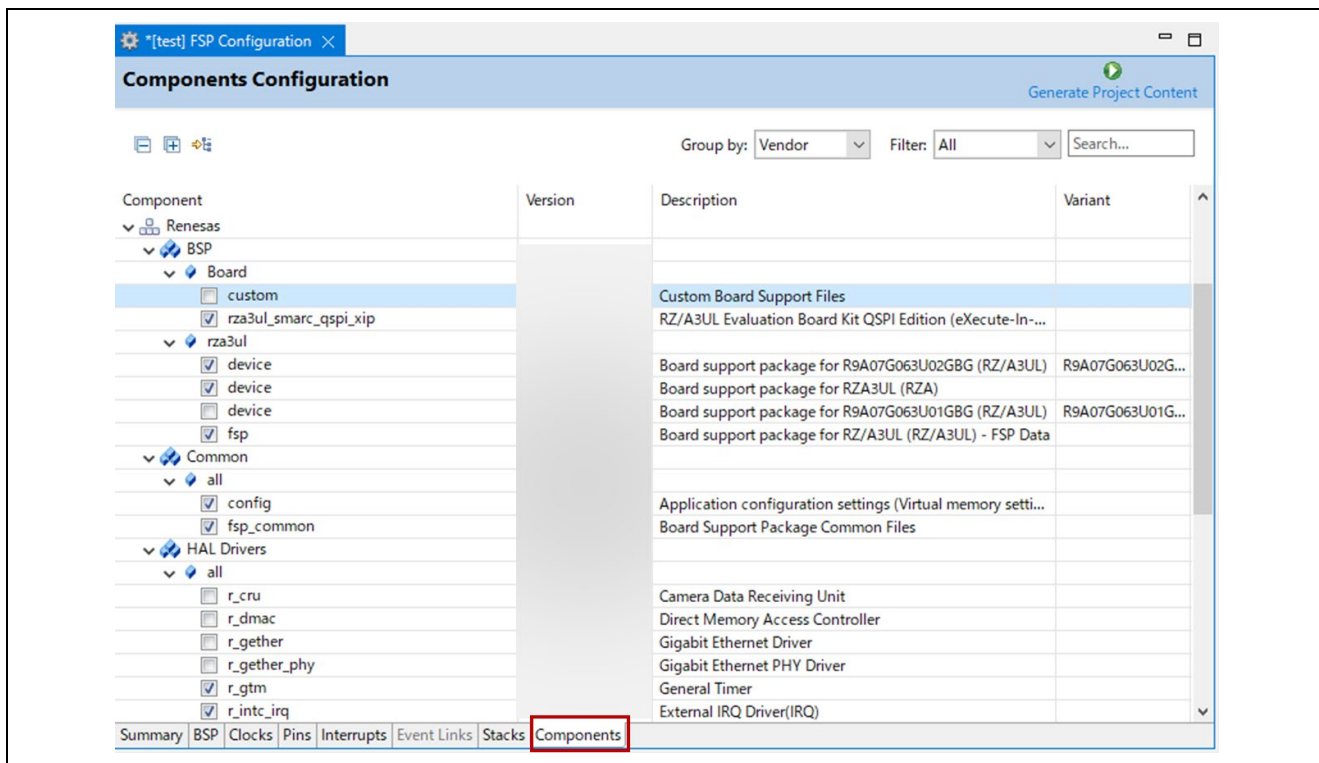 *[test] FSP Configuration
Components Configuration
Generate Project Content
Group by: Vendor Filter: All Search...
Component Version Description Variant
Renesas
BSP
Board
custom Custom Board Support Files
rza3ul_smarc_qspi_xip RZ/A3UL Evaluation Board Kit QSPI Edition (eXecute-In-...
rza3ul
device Board support package for R9A07G063U02GBG (RZ/A3UL) R9A07G063U02G...
device Board support package for RZA3UL (RZA)
device Board support package for R9A07G063U01GBG (RZ/A3UL) R9A07G063U01G...
fsp Board support package for RZ/A3UL (RZ/A3UL) - FSP Data
Common
all
config Application configuration settings (Virtual memory setti...
fsp_common Board Support Package Common Files
HAL Drivers
all
r_cru Camera Data Receiving Unit
r_dmac Direct Memory Access Controller
r_gether Gigabit Ethernet Driver
r_gether_phy Gigabit Ethernet PHY Driver
r_gtm General Timer
r_intc_irq External IRQ Driver(IRQ)
Summary BSP Clocks Pins Interrupts Event Links Stacks Components